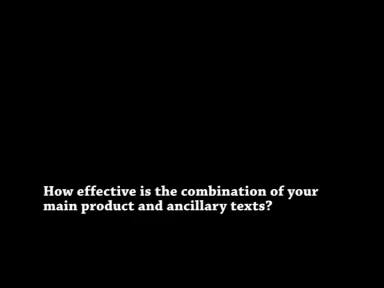 How effective is the combination of your
main product and ancillary texts?